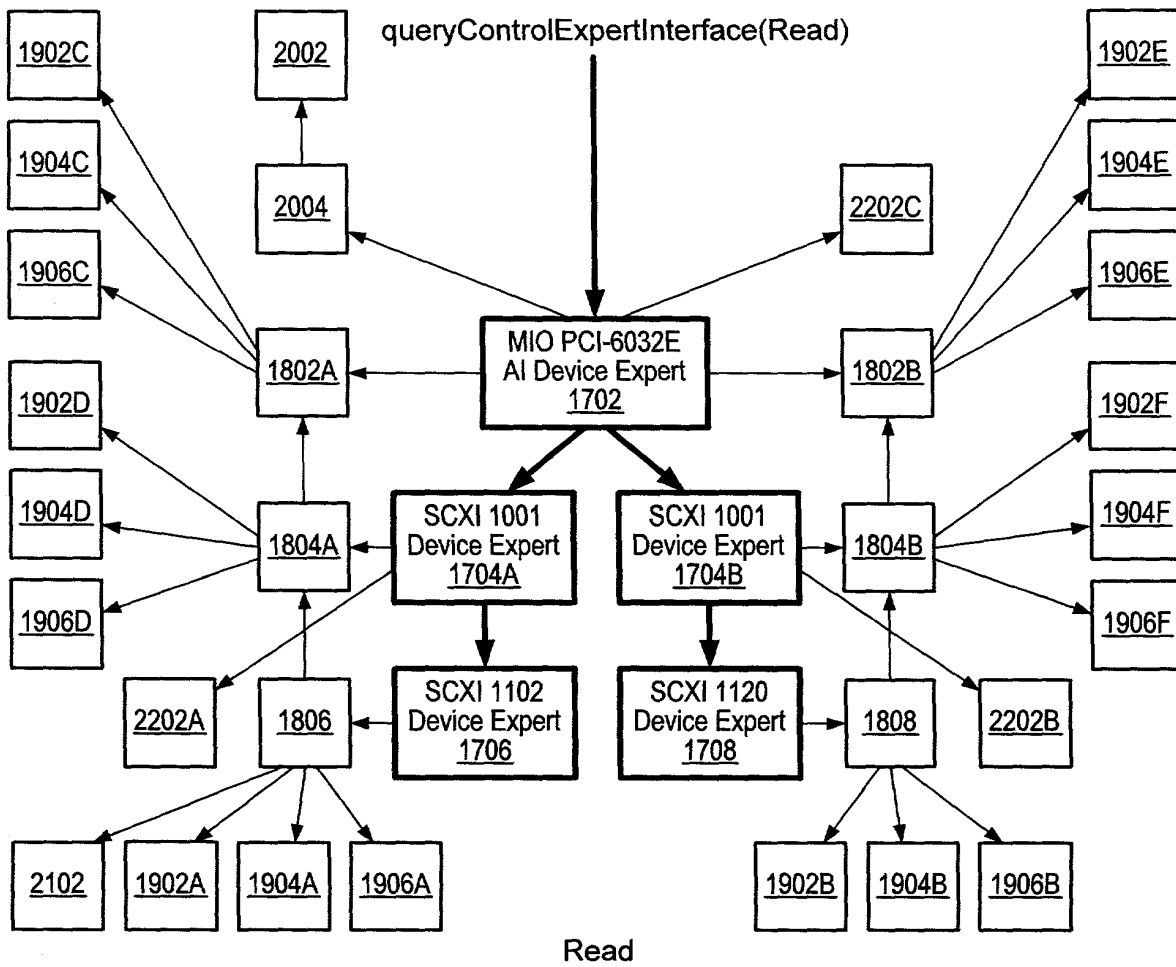 queryControlExpertInterface(Read)
1902C
2002
1902E
1904C
2004
2202C
1904E
1906C
1906E
MIO PCI-6032E
AI Device Expert
1702
1802A
1802B
1902D
1902F
1904D
1804A
SCXI 1001
Device Expert
1704A
SCXI 1001
Device Expert
1704B
1804B
1904F
1906D
1906F
2202A
1806
SCXI 1102
Device Expert
1706
SCXI 1120
Device Expert
1708
1808
2202B
2102
1902A
1904A
1906A
1902B
1904B
1906B
Read